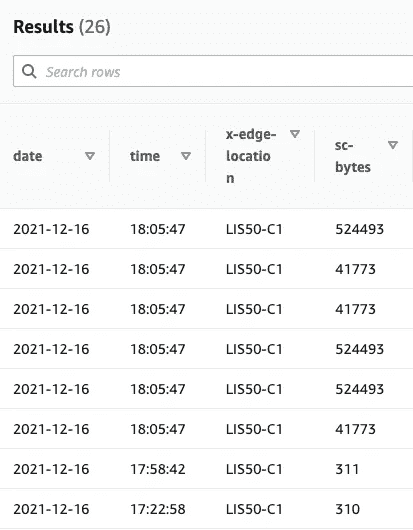 Results (26)
Search rows
date time x-edge-locatio n sc-bytes
2021-12-16 18:05:47 LIS50-C1 524493
2021-12-16 18:05:47 LIS50-C1 41773
2021-12-16 18:05:47 LIS50-C1 41773
2021-12-16 18:05:47 LIS50-C1 524493
2021-12-16 18:05:47 LIS50-C1 524493
2021-12-16 18:05:47 LIS50-C1 41773
2021-12-16 17:58:42 LIS50-C1 311
2021-12-16 17:22:58 LIS50-C1 310